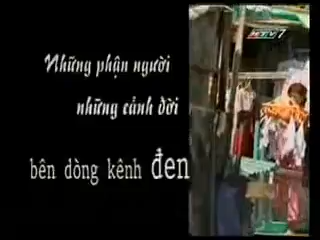 HTV7
Những phận người
những cảnh đời
bên dòng kênh đen